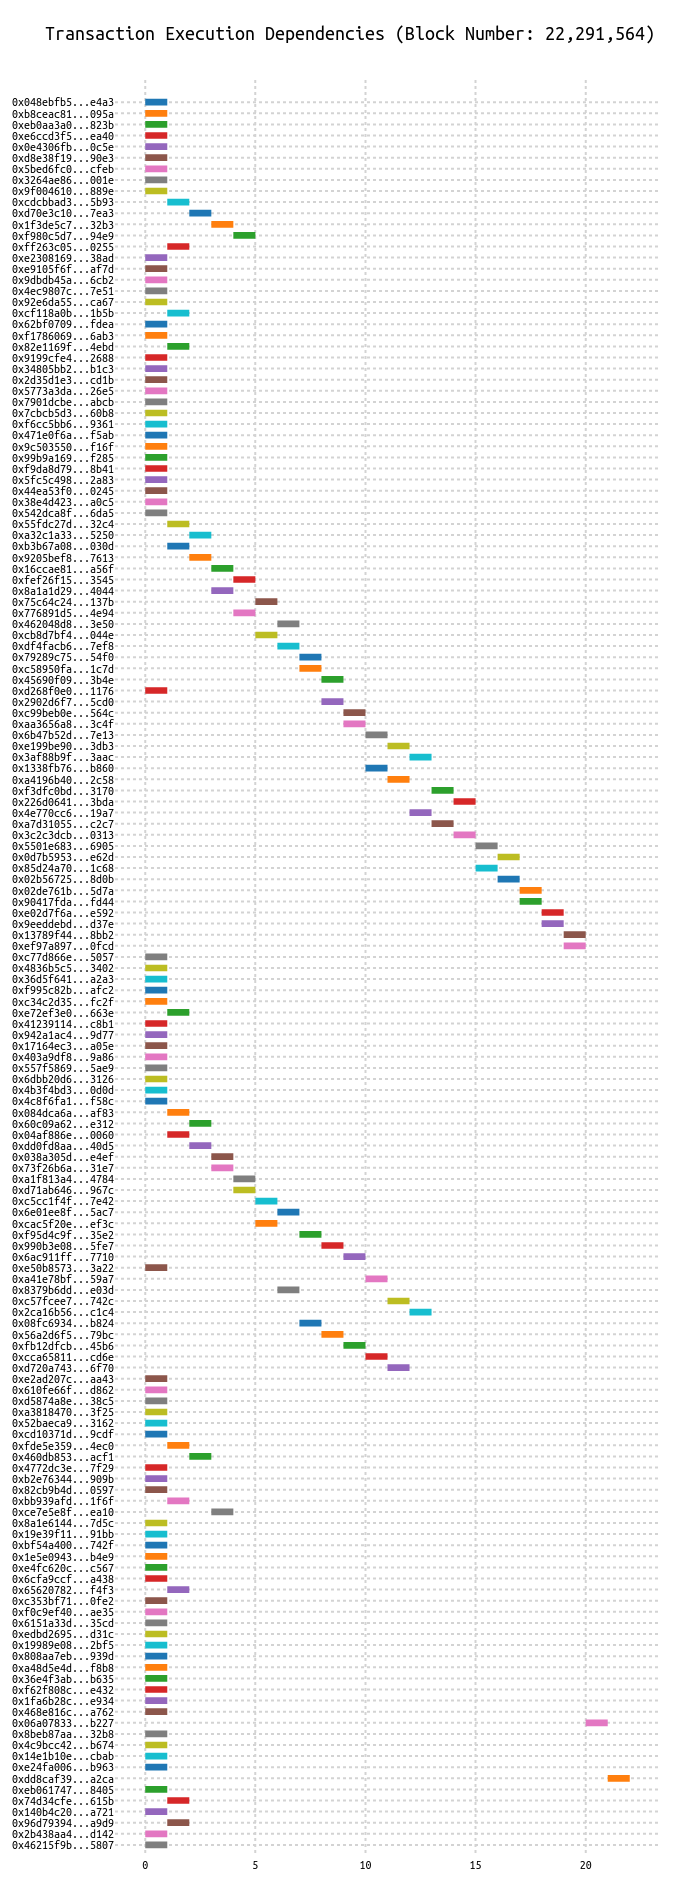 Transaction Execution Dependencies (Block Number: 22,291,564)
0x048ebfb5...e4a3
0xb8ceac81...095a
0xeb0aa3a0...823b
0xe6ccd3f5...ea40
0x0e4306fb...0c5e
0xd8e38f19...90e3
0x5bed6fc0...cfeb
0x3264ae86...001e
0x9f004610...889e
0xcdcbbad3...5b93
0xd70e3c10...7ea3
0x1f3de5c7...32b3
0xf980c5d7...94e9
0xff263c05...0255
0xe2308169...38ad
0xe9105f6f...af7d
0x9dbdb45a...6cb2
0x4ec9807c...7e51
0x92e6da55...ca67
0xcf118a0b...1b5b
0x62bf0709...fdea
0xf1786069...6ab3
0x82e1169f...4ebd
0x9199cfe4...2688
0x34805bb2...b1c3
0x2d35d1e3...cd1b
0x5773a3da...26e5
0x7901dcbe...abcb
0x7cbcb5d3...60b8
0xf6cc5bb6...9361
0x471e0f6a...f5ab
0x9c503550...f16f
0x99b9a169...f285
0xf9da8d79...8b41
0x5fc5c498...2a83
0x44ea53f0...0245
0x38e4d423...a0c5
0x542dca8f...6da5
0x55fdc27d...32c4
0xa32c1a33...5250
0xb3b67a08...030d
0x9205bef8...7613
0x16ccae81...a56f
0xfef26f15...3545
0x8a1a1d29...4044
0x75c64c24...137b
0x776891d5...4e94
0x462048d8...3e50
0xcb8d7bf4...044e
0xdf4facb6...7ef8
0x79289c75...54f0
0xc58950fa...1c7d
0x45690f09...3b4e
0xd268f0e0...1176
0x2902d6f7...5cd0
0xc99beb0e...564c
0xaa3656a8...3c4f
0x6b47b52d...7e13
0xe199be90...3db3
0x3af88b9f...3aac
0x1338fb76...b860
0xa4196b40...2c58
0xf3dfc0bd...3170
0x226d0641...3bda
0x4e770cc6...19a7
0xa7d31055...c2c7
0x3c2c3dcb...0313
0x5501e683...6905
0x0d7b5953...e62d
0x85d24a70...1c68
0x02b56725...8d0b
0x02de761b...5d7a
0x90417fda...fd44
0xe02d7f6a...e592
0x9eeddebd...d37e
0x13789f44...8bb2
0xef97a897...0fcd
0xc77d866e...5057
0x4836b5c5...3402
0x36d5f641...a2a3
0xf995c82b...afc2
0xc34c2d35...fc2f
0xe72ef3e0...663e
0x41239114...c8b1
0x942a1ac4...9d77
0x17164ec3...a05e
0x403a9df8...9a86
0x557f5869...5ae9
0x6dbb20d6...3126
0x4b3f4bd3...0d0d
0x4c8f6fa1...f58c
0x084dca6a...af83
0x60c09a62...e312
0x04af886e...0060
0xdd0fd8aa...40d5
0x038a305d...e4ef
0x73f26b6a...31e7
0xa1f813a4...4784
0xd71ab646...967c
0xc5cc1f4f...7e42
0x6e01ee8f...5ac7
0xcac5f20e...ef3c
0xf95d4c9f...35e2
0x990b3e08...5fe7
0x6ac911ff...7710
0xe50b8573...3a22
0xa41e78bf...59a7
0x8379b6dd...e03d
0xc57fcee7...742c
0x2ca16b56...c1c4
0x08fc6934...b824
0x56a2d6f5...79bc
0xfb12dfcb...45b6
0xcca65811...cd6e
0xd720a743...6f70
0xe2ad207c...aa43
0x610fe66f...d862
0xd5874a8e...38c5
0xa3818470...3f25
0x52baeca9...3162
0xcd10371d...9cdf
0xfde5e359...4ec0
0x460db853...acf1
0x4772dc3e...7f29
0xb2e76344...909b
0x82cb9b4d...0597
0xbb939afd...1f6f
0xce7e5e8f...ea10
0x8a1e6144...7d5c
0x19e39f11...91bb
0xbf54a400...742f
0x1e5e0943...b4e9
0xe4fc620c...c567
0x6cfa9ccf...a438
0x65620782...f4f3
0xc353bf71...0fe2
0xf0c9ef40...ae35
0x6151a33d...35cd
0xedbd2695...d31c
0x19989e08...2bf5
0x808aa7eb...939d
0xa48d5e4d...f8b8
0x36e4f3ab...b635
0xf62f808c...e432
0x1fa6b28c...e934
0x468e816c...a762
0x06a07833...b227
0x8beb87aa...32b8
0x4c9bcc42...b674
0x14e1b10e...cbab
0xe24fa006...b963
0xdd8caf39...a2ca
0xeb061747...8405
0x74d34cfe...615b
0x140b4c20...a721
0x96d79394...a9d9
0x2b438aa4...d142
0x46215f9b...5807
0 5 10 15 20